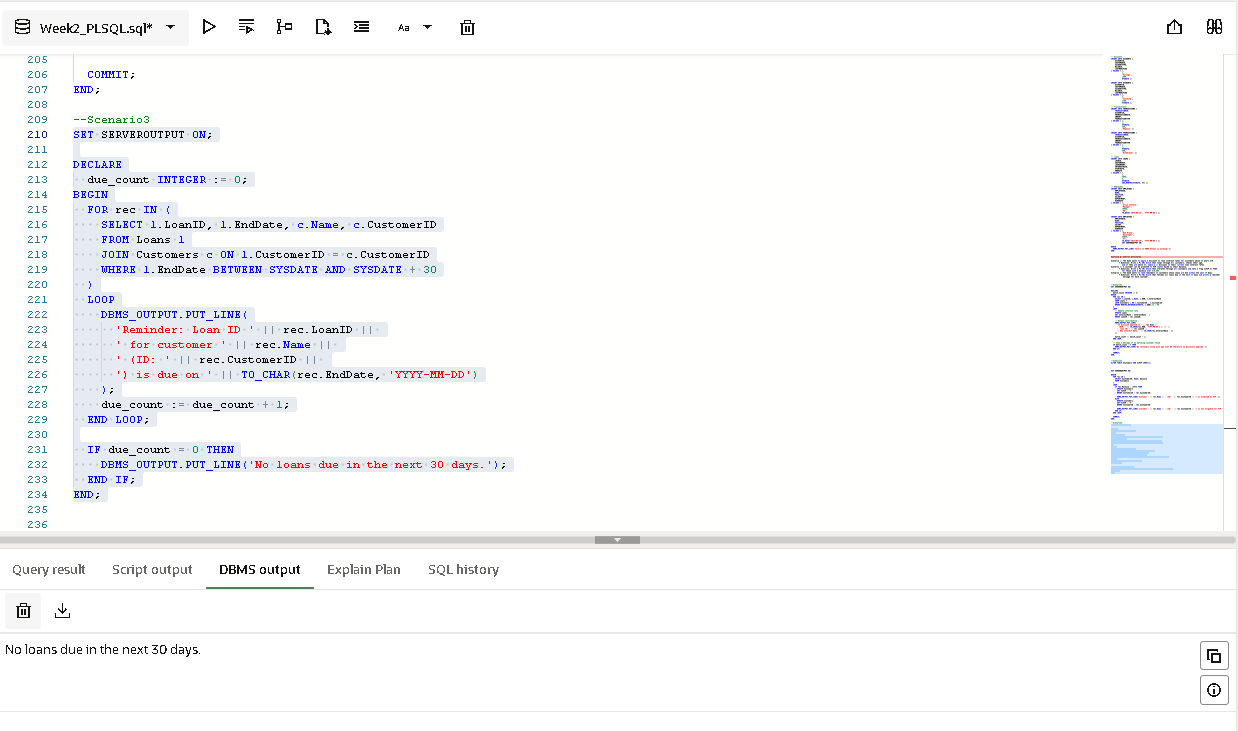 Week2_PLSQL.sql*
Aa
205
206 COMMIT;
207 END;
208
209 --Scenario3
210 SET SERVEROUTPUT ON;
211
212 DECLARE
213 due_count INTEGER := 0;
214 BEGIN
215 FOR rec IN (
216 SELECT l.LoanID, l.EndDate, c.Name, c.CustomerID
217 FROM Loans l
218 JOIN Customers c ON l.CustomerID = c.CustomerID
219 WHERE l.EndDate BETWEEN SYSDATE AND SYSDATE + 30
220 )
221 LOOP
222 DBMS_OUTPUT.PUT_LINE(
223 'Reminder: Loan ID ' || rec.LoanID ||
224 ' for customer ' || rec.Name ||
225 ' (ID: ' || rec.CustomerID ||
226 ') is due on ' || TO_CHAR(rec.EndDate, 'YYYY-MM-DD')
227 );
228 due_count := due_count + 1;
229 END LOOP;
230
231 IF due_count = 0 THEN
232 DBMS_OUTPUT.PUT_LINE('No loans due in the next 30 days.');
233 END IF;
234 END;
235
236
Query result Script output DBMS output Explain Plan SQL history
No loans due in the next 30 days.